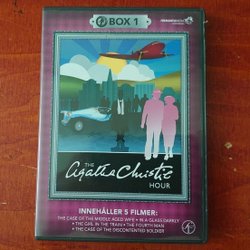 BOX 1
THE
Agatha Christie
HOUR
INNEHÅLLER 5 FILMER:
THE CASE OF THE MIDDLE AGED WIFE • IN A GLASS DARKLY
• THE GIRL IN THE TRAIN • THE FOURTH MAN
• THE CASE OF THE DISCONTENTED SOLDIER